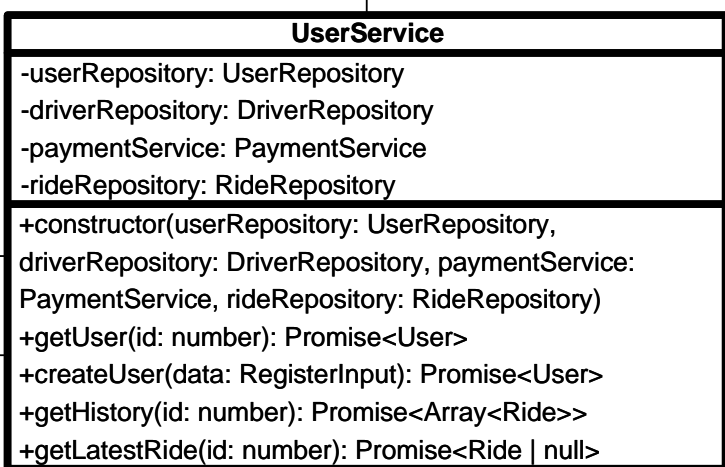 UserService
-userRepository: UserRepository
-driverRepository: DriverRepository
-paymentService: PaymentService
-rideRepository: RideRepository
+constructor(userRepository: UserRepository,
driverRepository: DriverRepository, paymentService:
PaymentService, rideRepository: RideRepository)
+getUser(id: number): Promise<User>
+createUser(data: RegisterInput): Promise<User>
+getHistory(id: number): Promise<Array<Ride>>
+getLatestRide(id: number): Promise<Ride | null>